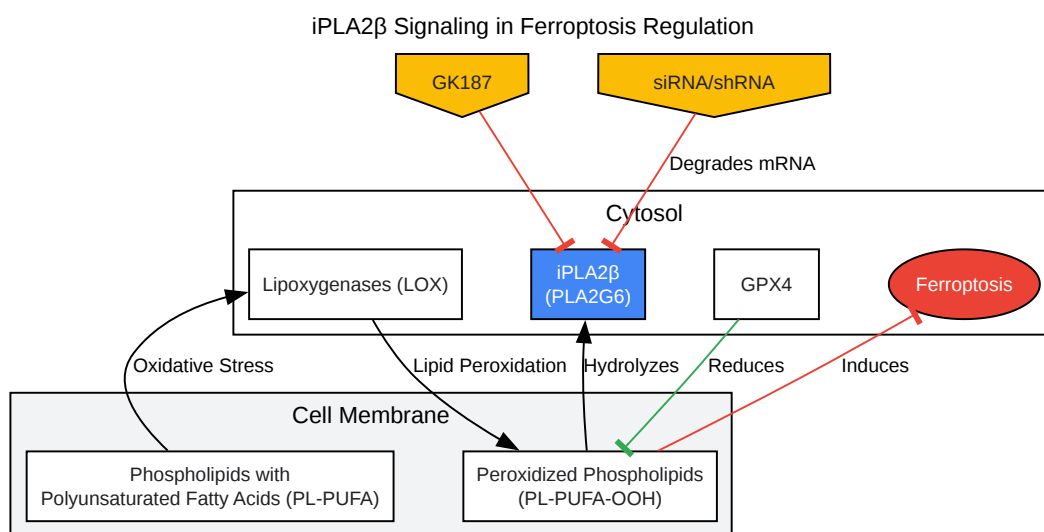 iPLA2β Signaling in Ferroptosis Regulation
GK187
siRNA/shRNA
Degrades mRNA
Cytosol
Lipoxygenases (LOX)
iPLA2β
(PLA2G6)
GPX4
Ferroptosis
Oxidative Stress
Lipid Peroxidation
Hydrolyzes
Reduces
Induces
Cell Membrane
Phospholipids with
Polyunsaturated Fatty Acids (PL-PUFA)
Peroxidized Phospholipids
(PL-PUFA-OOH)